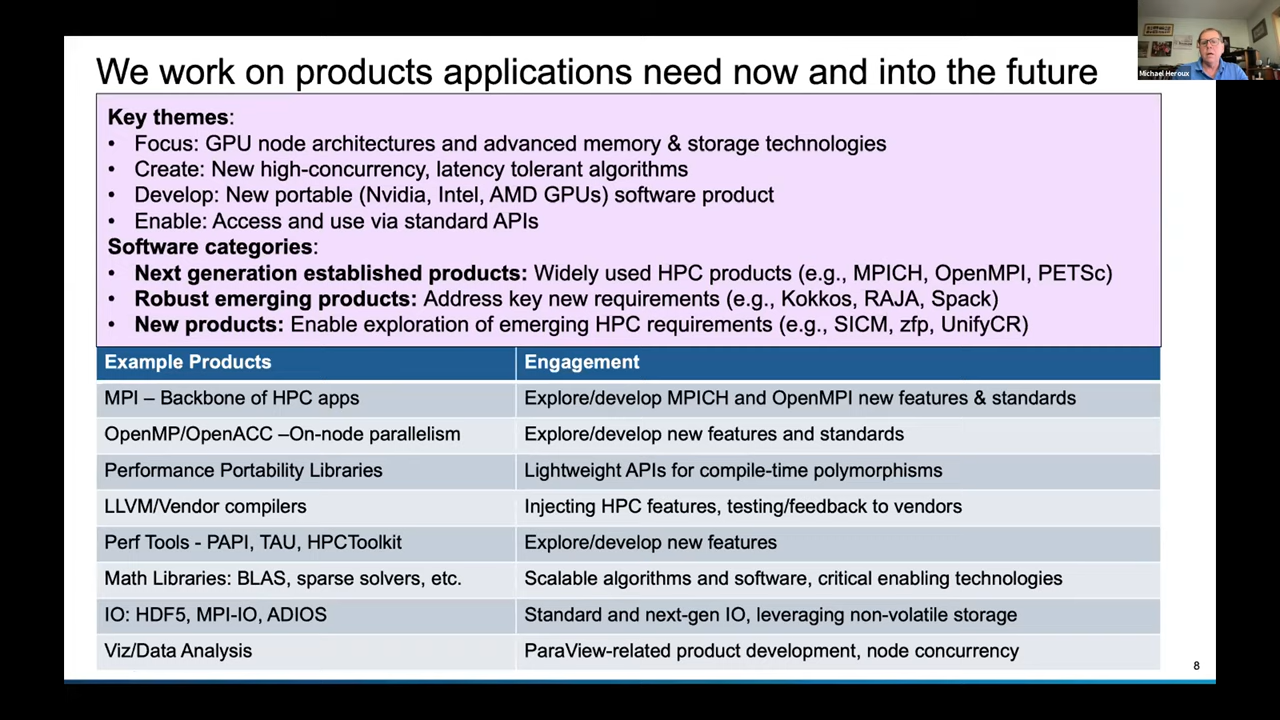 We work on products applications need now and into the future
Michael Heroux
Key themes:
• Focus: GPU node architectures and advanced memory & storage technologies
• Create: New high-concurrency, latency tolerant algorithms
• Develop: New portable (Nvidia, Intel, AMD GPUs) software product
• Enable: Access and use via standard APIs
Software categories:
• Next generation established products: Widely used HPC products (e.g., MPICH, OpenMPI, PETSc)
• Robust emerging products: Address key new requirements (e.g., Kokkos, RAJA, Spack)
• New products: Enable exploration of emerging HPC requirements (e.g., SICM, zfp, UnifyCR)
Example Products Engagement
MPI – Backbone of HPC apps Explore/develop MPICH and OpenMPI new features & standards
OpenMP/OpenACC –On-node parallelism Explore/develop new features and standards
Performance Portability Libraries Lightweight APIs for compile-time polymorphisms
LLVM/Vendor compilers Injecting HPC features, testing/feedback to vendors
Perf Tools - PAPI, TAU, HPCToolkit Explore/develop new features
Math Libraries: BLAS, sparse solvers, etc. Scalable algorithms and software, critical enabling technologies
IO: HDF5, MPI-IO, ADIOS Standard and next-gen IO, leveraging non-volatile storage
Viz/Data Analysis ParaView-related product development, node concurrency
8